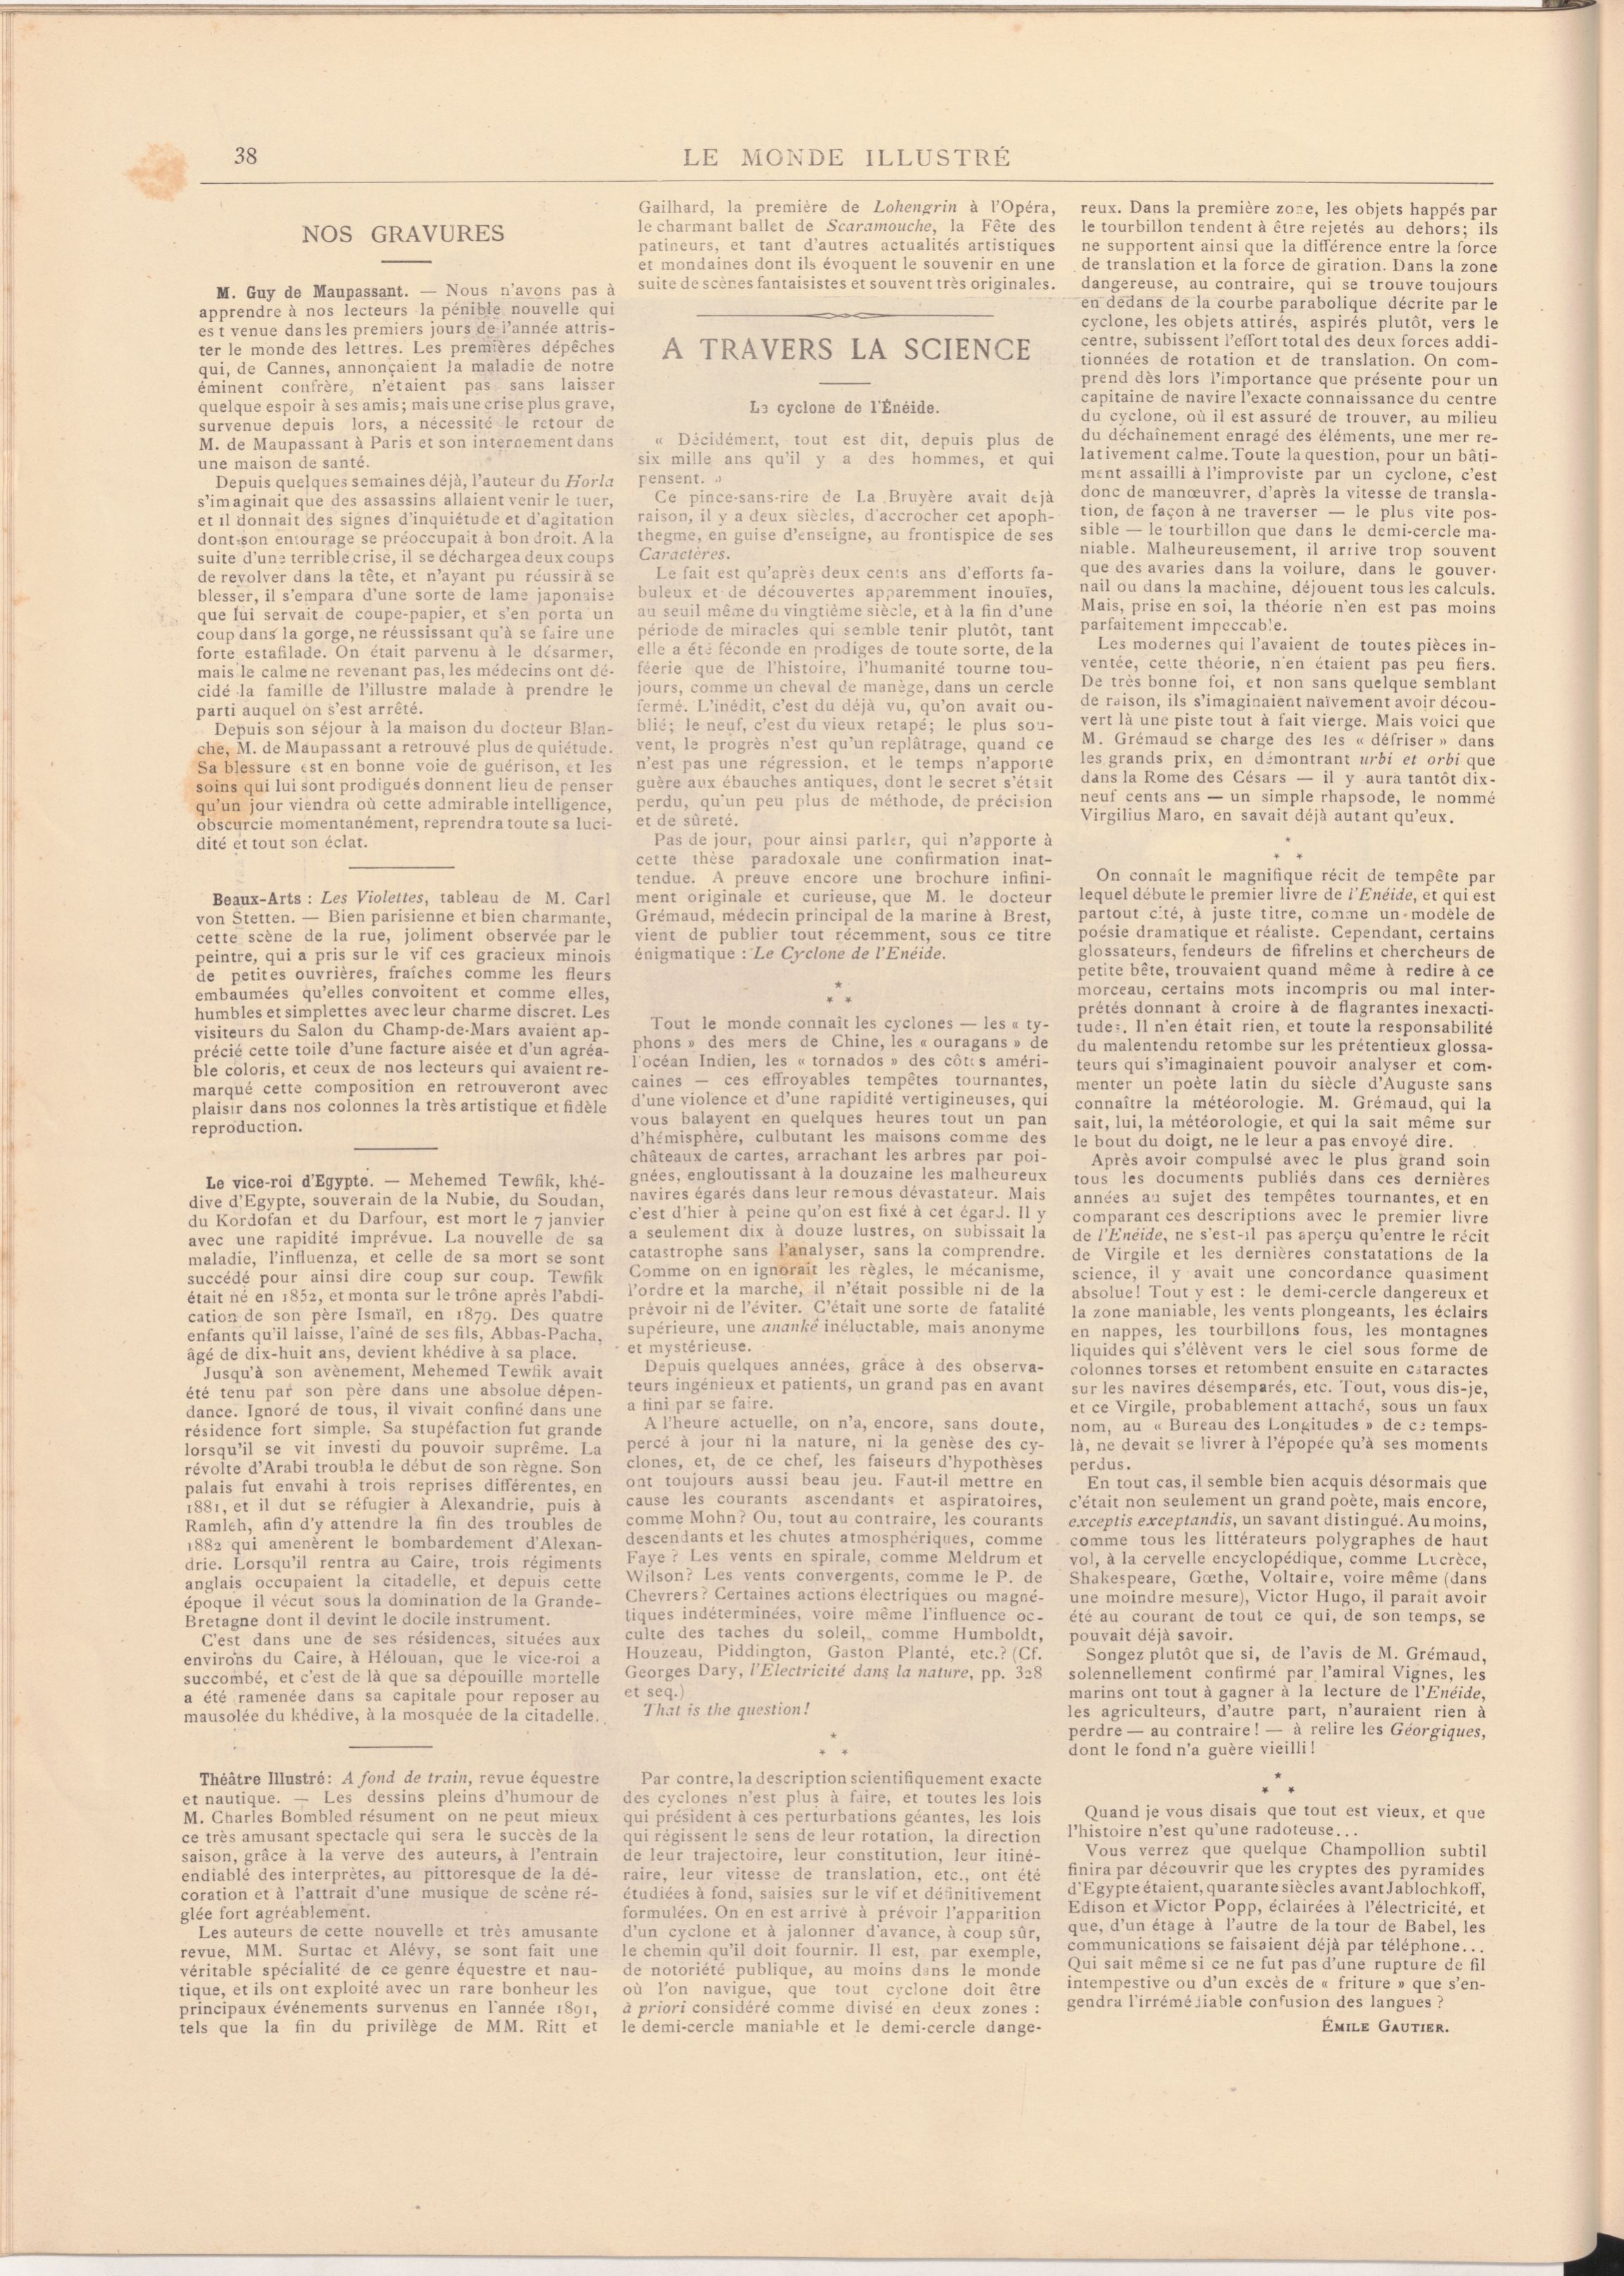 38
LE MONDE ILLUSTRÉ
NOS GRAVURES
M. Guy de Maupassant. — Nous n'avons pas à
apprendre à nos lecteurs la pénible nouvelle qui
est venue dans les premiers jours de l'année attris-
ter le monde des lettres. Les premières dépêches
qui, de Cannes, annonçaient la maladie de notre
éminent confrère, n'étaient pas sans laisser
quelque espoir à ses amis; mais une crise plus grave,
survenue depuis lors, a nécessité le retour de
M. de Maupassant à Paris et son internement dans
une maison de santé.
Depuis quelques semaines déjà, l'auteur du Horla
s'imaginait que des assassins allaient venir le tuer,
et il donnait des signes d'inquiétude et d'agitation
dont son entourage se préoccupait à bon droit. A la
suite d'une terrible crise, il se déchargea deux coups
de revolver dans la tête, et n'ayant pu réussir à se
blesser, il s'empara d'une sorte de lame japonaise
que lui servait de coupe-papier, et s'en porta un
coup dans la gorge, ne réussissant qu'à se faire une
forte estafilade. On était parvenu à le désarmer,
mais le calme ne revenant pas, les médecins ont dé-
cidé la famille de l'illustre malade à prendre le
parti auquel on s'est arrêté.
Depuis son séjour à la maison du docteur Blan-
che, M. de Maupassant a retrouvé plus de quiétude.
Sa blessure est en bonne voie de guérison, et les
soins qui lui sont prodigués donnent lieu de penser
qu'un jour viendra où cette admirable intelligence,
obscurcie momentanément, reprendra toute sa luci-
dité et tout son éclat.
Beaux-Arts : Les Violettes, tableau de M. Carl
von Stetten. — Bien parisienne et bien charmante,
cette scène de la rue, joliment observée par le
peintre, qui a pris sur le vif ces gracieux minois
de petites ouvrières, fraîches comme les fleurs
embaumées qu'elles convoitent et comme elles,
humbles et simplettes avec leur charme discret. Les
visiteurs du Salon du Champ-de-Mars avaient ap-
précié cette toile d'une facture aisée et d'un agréa-
ble coloris, et ceux de nos lecteurs qui avaient re-
marqué cette composition en retrouveront avec
plaisir dans nos colonnes la très artistique et fidèle
reproduction.
Le vice-roi d'Egypte. — Mehemed Tewfik, khé-
dive d'Egypte, souverain de la Nubie, du Soudan,
du Kordofan et du Darfour, est mort le 7 janvier
avec une rapidité imprévue. La nouvelle de sa
maladie, l'influenza, et celle de sa mort se sont
succédé pour ainsi dire coup sur coup. Tewfik
était né en 1852, et monta sur le trône après l'abdi-
cation de son père Ismaïl, en 1879. Des quatre
enfants qu'il laisse, l'aîné de ses fils, Abbas-Pacha,
âgé de dix-huit ans, devient khédive à sa place.
Jusqu'à son avènement, Mehemed Tewfik avait
été tenu par son père dans une absolue dépen-
dance. Ignoré de tous, il vivait confiné dans une
résidence fort simple. Sa stupéfaction fut grande
lorsqu'il se vit investi du pouvoir suprême. La
révolte d'Arabi troubla le début de son règne. Son
palais fut envahi à trois reprises différentes, en
1881, et il dut se réfugier à Alexandrie, puis à
Ramleh, afin d'y attendre la fin des troubles de
1882 qui amenèrent le bombardement d'Alexan-
drie. Lorsqu'il rentra au Caire, trois régiments
anglais occupaient la citadelle, et depuis cette
époque il vécut sous la domination de la Grande-
Bretagne dont il devint le docile instrument.
C'est dans une de ses résidences, situées aux
environs du Caire, à Hélouan, que le vice-roi a
succombé, et c'est de là que sa dépouille mortelle
a été ramenée dans sa capitale pour reposer au
mausolée du khédive, à la mosquée de la citadelle.
Théâtre Illustré: A fond de train, revue équestre
et nautique. — Les dessins pleins d'humour de
M. Charles Bombled résument on ne peut mieux
ce très amusant spectacle qui sera le succès de la
saison, grâce à la verve des auteurs, à l'entrain
endiablé des interprètes, au pittoresque de la dé-
coration et à l'attrait d'une musique de scène ré-
glée fort agréablement.
Les auteurs de cette nouvelle et très amusante
revue, MM. Surtac et Alévy, se sont fait une
véritable spécialité de ce genre équestre et nau-
tique, et ils ont exploité avec un rare bonheur les
principaux événements survenus en l'année 1891,
tels que la fin du privilège de MM. Ritt et
Gailhard, la première de Lohengrin à l'Opéra,
le charmant ballet de Scaramouche, la Fête des
patineurs, et tant d'autres actualités artistiques
et mondaines dont ils évoquent le souvenir en une
suite de scènes fantaisistes et souvent très originales.
A TRAVERS LA SCIENCE
Le cyclone de l'Énéide.
« Décidément, tout est dit, depuis plus de
six mille ans qu'il y a des hommes, et qui
pensent. »
Ce pince-sans-rire de La Bruyère avait déjà
raison, il y a deux siècles, d'accrocher cet apoph-
thegme, en guise d'enseigne, au frontispice de ses
Caractères.
Le fait est qu'après deux cents ans d'efforts fa-
buleux et de découvertes apparemment inouïes,
au seuil même du vingtième siècle, et à la fin d'une
période de miracles qui semble tenir plutôt, tant
elle a été féconde en prodiges de toute sorte, de la
féerie que de l'histoire, l'humanité tourne tou-
jours, comme un cheval de manège, dans un cercle
fermé. L'inédit, c'est du déjà vu, qu'on avait ou-
blié; le neuf, c'est du vieux retapé; le plus sou-
vent, le progrès n'est qu'un replâtrage, quand ce
n'est pas une régression, et le temps n'apporte
guère aux ébauches antiques, dont le secret s'était
perdu, qu'un peu plus de méthode, de précision
et de sûreté.
Pas de jour, pour ainsi parler, qui n'apporte à
cette thèse paradoxale une confirmation inat-
tendue. A preuve encore une brochure infini-
ment originale et curieuse, que M. le docteur
Grémaud, médecin principal de la marine à Brest,
vient de publier tout récemment, sous ce titre
énigmatique : Le Cyclone de l'Enéide.
*
* *
Tout le monde connaît les cyclones — les « ty-
phons » des mers de Chine, les « ouragans » de
l'océan Indien, les « tornados » des côtes améri-
caines — ces effroyables tempêtes tournantes,
d'une violence et d'une rapidité vertigineuses, qui
vous balayent en quelques heures tout un pan
d'hémisphère, culbutant les maisons comme des
châteaux de cartes, arrachant les arbres par poi-
gnées, engloutissant à la douzaine les malheureux
navires égarés dans leur remous dévastateur. Mais
c'est d'hier à peine qu'on est fixé à cet égard. Il y
a seulement dix à douze lustres, on subissait la
catastrophe sans l'analyser, sans la comprendre.
Comme on en ignorait les règles, le mécanisme,
l'ordre et la marche, il n'était possible ni de la
prévoir ni de l'éviter. C'était une sorte de fatalité
supérieure, une anankê inéluctable, mais anonyme
et mystérieuse.
Depuis quelques années, grâce à des observa-
teurs ingénieux et patients, un grand pas en avant
a fini par se faire.
A l'heure actuelle, on n'a, encore, sans doute,
percé à jour ni la nature, ni la genèse des cy-
clones, et, de ce chef, les faiseurs d'hypothèses
ont toujours aussi beau jeu. Faut-il mettre en
cause les courants ascendants et aspiratoires,
comme Mohn? Ou, tout au contraire, les courants
descendants et les chutes atmosphériques, comme
Faye ? Les vents en spirale, comme Meldrum et
Wilson? Les vents convergents, comme le P. de
Chevrers? Certaines actions électriques ou magné-
tiques indéterminées, voire même l'influence oc-
culte des taches du soleil, comme Humboldt,
Houzeau, Piddington, Gaston Planté, etc.? (Cf.
Georges Dary, l'Electricité dans la nature, pp. 328
et seq.)
That is the question!
*
* *
Par contre, la description scientifiquement exacte
des cyclones n'est plus à faire, et toutes les lois
qui président à ces perturbations géantes, les lois
qui régissent le sens de leur rotation, la direction
de leur trajectoire, leur constitution, leur itiné-
raire, leur vitesse de translation, etc., ont été
étudiées à fond, saisies sur le vif et définitivement
formulées. On en est arrivé à prévoir l'apparition
d'un cyclone et à jalonner d'avance, à coup sûr,
le chemin qu'il doit fournir. Il est, par exemple,
de notoriété publique, au moins dans le monde
où l'on navigue, que tout cyclone doit être
à priori considéré comme divisé en deux zones :
le demi-cercle maniable et le demi-cercle dange-
reux. Dans la première zone, les objets happés par
le tourbillon tendent à être rejetés au dehors; ils
ne supportent ainsi que la différence entre la force
de translation et la force de giration. Dans la zone
dangereuse, au contraire, qui se trouve toujours
en dedans de la courbe parabolique décrite par le
cyclone, les objets attirés, aspirés plutôt, vers le
centre, subissent l'effort total des deux forces addi-
tionnées de rotation et de translation. On com-
prend dès lors l'importance que présente pour un
capitaine de navire l'exacte connaissance du centre
du cyclone, où il est assuré de trouver, au milieu
du déchaînement enragé des éléments, une mer re-
lativement calme. Toute la question, pour un bâti-
ment assailli à l'improviste par un cyclone, c'est
donc de manœuvrer, d'après la vitesse de transla-
tion, de façon à ne traverser — le plus vite pos-
sible — le tourbillon que dans le demi-cercle ma-
niable. Malheureusement, il arrive trop souvent
que des avaries dans la voilure, dans le gouver-
nail ou dans la machine, déjouent tous les calculs.
Mais, prise en soi, la théorie n'en est pas moins
parfaitement impeccable.
Les modernes qui l'avaient de toutes pièces in-
ventée, cette théorie, n'en étaient pas peu fiers.
De très bonne foi, et non sans quelque semblant
de raison, ils s'imaginaient naïvement avoir décou-
vert là une piste tout à fait vierge. Mais voici que
M. Grémaud se charge des les « défriser » dans
les grands prix, en démontrant urbi et orbi que
dans la Rome des Césars — il y aura tantôt dix-
neuf cents ans — un simple rhapsode, le nommé
Virgilius Maro, en savait déjà autant qu'eux.
*
* *
On connaît le magnifique récit de tempête par
lequel débute le premier livre de l'Enéide, et qui est
partout cité, à juste titre, comme un modèle de
poésie dramatique et réaliste. Cependant, certains
glossateurs, fendeurs de fifrelins et chercheurs de
petite bête, trouvaient quand même à redire à ce
morceau, certains mots incompris ou mal inter-
prétés donnant à croire à de flagrantes inexacti-
tudes. Il n'en était rien, et toute la responsabilité
du malentendu retombe sur les prétentieux glossa-
teurs qui s'imaginaient pouvoir analyser et com-
menter un poète latin du siècle d'Auguste sans
connaître la météorologie. M. Grémaud, qui la
sait, lui, la météorologie, et qui la sait même sur
le bout du doigt, ne le leur a pas envoyé dire.
Après avoir compulsé avec le plus grand soin
tous les documents publiés dans ces dernières
années au sujet des tempêtes tournantes, et en
comparant ces descriptions avec le premier livre
de l'Enéide, ne s'est-il pas aperçu qu'entre le récit
de Virgile et les dernières constatations de la
science, il y avait une concordance quasiment
absolue! Tout y est : le demi-cercle dangereux et
la zone maniable, les vents plongeants, les éclairs
en nappes, les tourbillons fous, les montagnes
liquides qui s'élèvent vers le ciel sous forme de
colonnes torses et retombent ensuite en cataractes
sur les navires désemparés, etc. Tout, vous dis-je,
et ce Virgile, probablement attaché, sous un faux
nom, au « Bureau des Longitudes » de ce temps-
là, ne devait se livrer à l'épopée qu'à ses moments
perdus.
En tout cas, il semble bien acquis désormais que
c'était non seulement un grand poète, mais encore,
exceptis exceptandis, un savant distingué. Au moins,
comme tous les littérateurs polygraphes de haut
vol, à la cervelle encyclopédique, comme Lucrèce,
Shakespeare, Gœthe, Voltaire, voire même (dans
une moindre mesure), Victor Hugo, il parait avoir
été au courant de tout ce qui, de son temps, se
pouvait déjà savoir.
Songez plutôt que si, de l'avis de M. Grémaud,
solennellement confirmé par l'amiral Vignes, les
marins ont tout à gagner à la lecture de l'Enéide,
les agriculteurs, d'autre part, n'auraient rien à
perdre — au contraire! — à relire les Géorgiques,
dont le fond n'a guère vieilli!
*
* *
Quand je vous disais que tout est vieux, et que
l'histoire n'est qu'une radoteuse...
Vous verrez que quelque Champollion subtil
finira par découvrir que les cryptes des pyramides
d'Egypte étaient, quarante siècles avant Jablochkoff,
Edison et Victor Popp, éclairées à l'électricité, et
que, d'un étage à l'autre de la tour de Babel, les
communications se faisaient déjà par téléphone...
Qui sait même si ce ne fut pas d'une rupture de fil
intempestive ou d'un excès de « friture » que s'en-
gendra l'irrémédiable confusion des langues ?
ÉMILE GAUTIER.